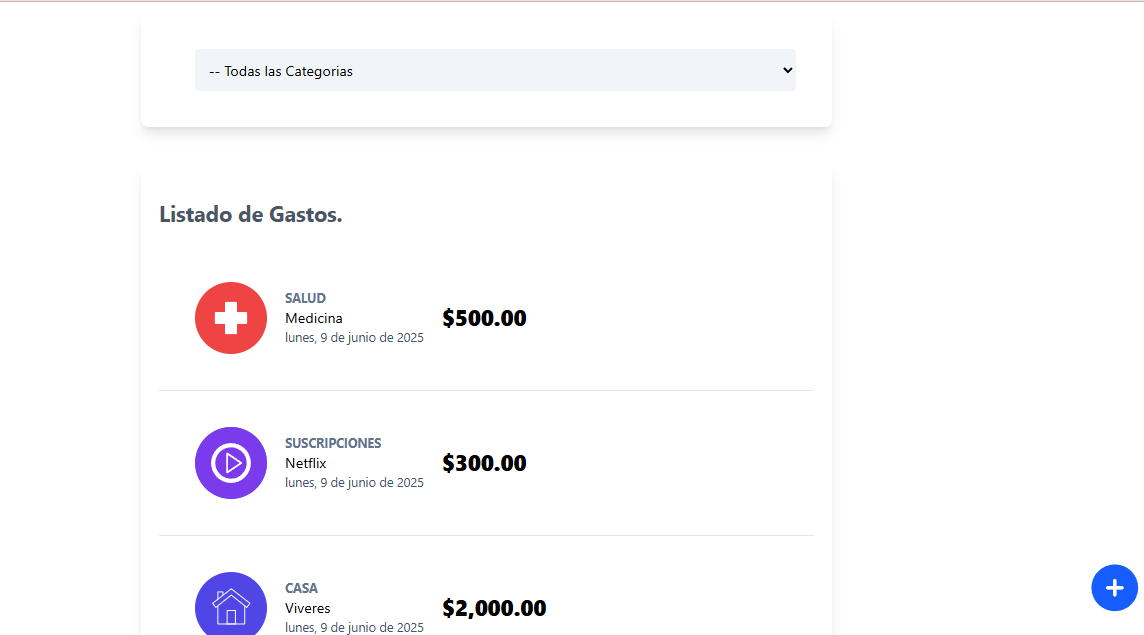 -- Todas las Categorias
Listado de Gastos.
SALUD
Medicina
lunes, 9 de junio de 2025
$500.00
SUSCRIPCIONES
Netflix
lunes, 9 de junio de 2025
$300.00
CASA
Viveres
lunes, 9 de junio de 2025
$2,000.00